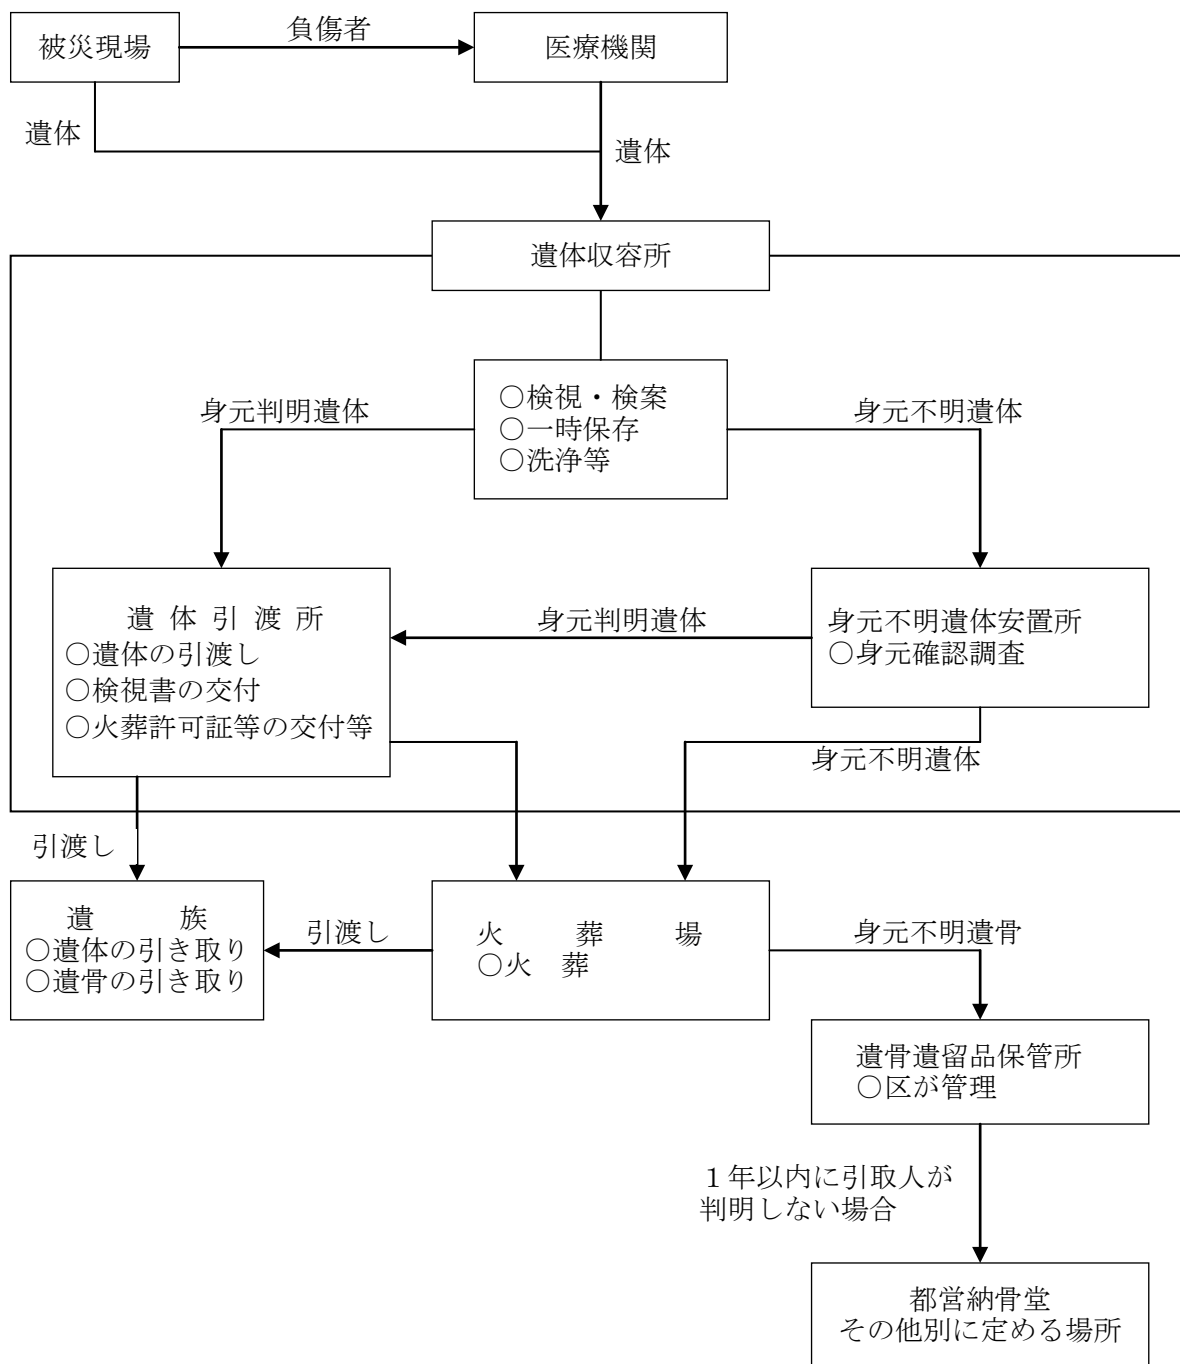 被災現場
負傷者
医療機関
遺体
遺体
遺体収容所
○検視・検案
○一時保存
○洗浄等
身元判明遺体
身元不明遺体
遺体引渡所
○遺体の引渡し
○検視書の交付
○火葬許可証等の交付等
身元判明遺体
身元不明遺体安置所
○身元確認調査
身元不明遺体
引渡し
遺　　　族
○遺体の引き取り
○遺骨の引き取り
引渡し
火　　葬　　場
○火　葬
身元不明遺骨
遺骨遺留品保管所
○区が管理
１年以内に引取人が
判明しない場合
都営納骨堂
その他別に定める場所